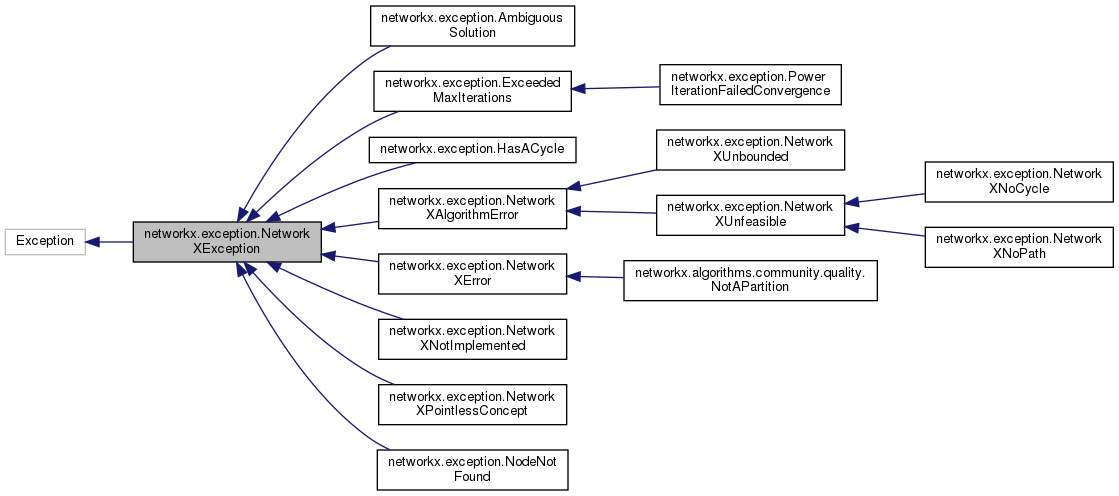 Exception
networkx.exception.Network
XException
networkx.exception.Ambiguous
Solution
networkx.exception.Exceeded
MaxIterations
networkx.exception.HasACycle
networkx.exception.Network
XAlgorithmError
networkx.exception.Network
XError
networkx.exception.Network
XNotImplemented
networkx.exception.Network
XPointlessConcept
networkx.exception.NodeNot
Found
networkx.exception.Power
IterationFailedConvergence
networkx.exception.Network
XUnbounded
networkx.exception.Network
XUnfeasible
networkx.algorithms.community.quality.
NotAPartition
networkx.exception.Network
XNoCycle
networkx.exception.Network
XNoPath